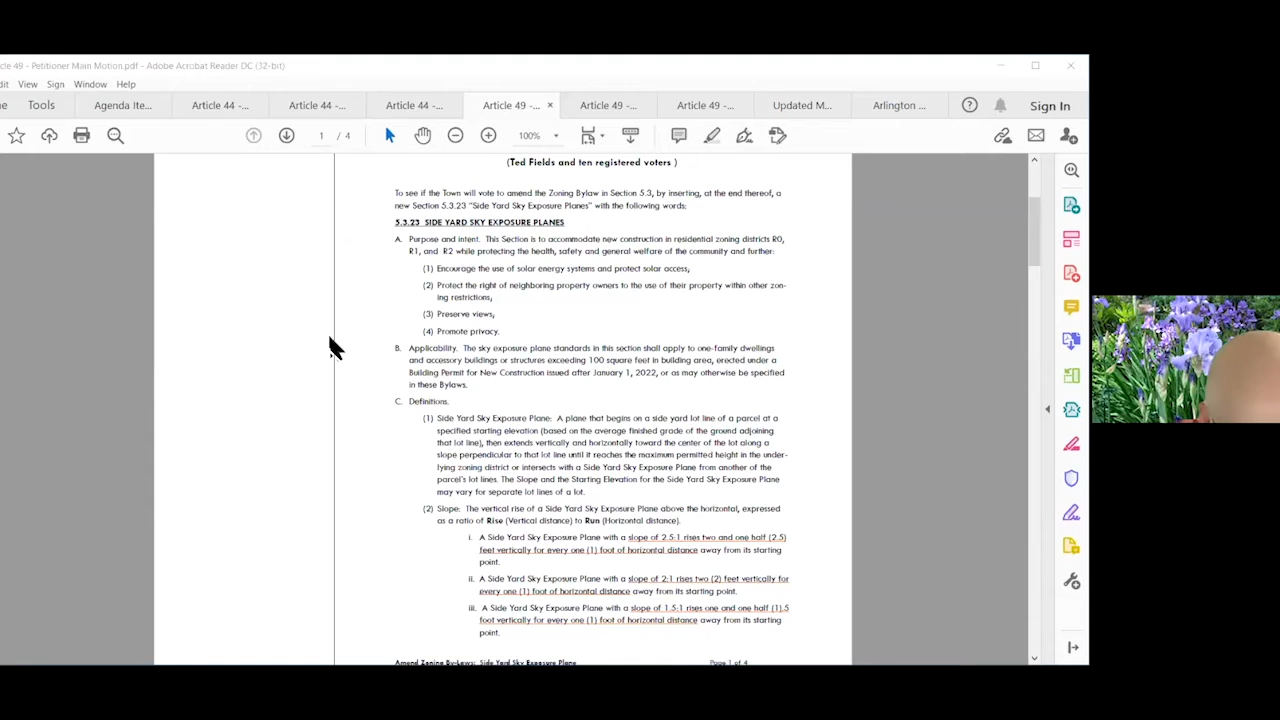 cle 49 - Petitioner Main Motion.pdf - Adobe Acrobat Reader DC (32-bit)
dit View Sign Window Help
e Tools Agenda Ite... Article 44 -... Article 44 -... Article 44 -... Article 49 -... Article 49 -... Article 49 -... Updated M... Arlington ... Sign In
1 / 4 100%
(Ted Fields and ten registered voters )
To see if the Town will vote to amend the Zoning Bylaw in Section 5.3, by inserting, at the end thereof, a
new Section 5.3.23 "Side Yard Sky Exposure Planes" with the following words:
5.3.23 SIDE YARD SKY EXPOSURE PLANES
A. Purpose and intent. This Section is to accommodate new construction in residential zoning districts R0,
R1, and R2 while protecting the health, safety and general welfare of the community and further:
(1) Encourage the use of solar energy systems and protect solar access;
(2) Protect the right of neighboring property owners to the use of their property within other zon-
ing restrictions;
(3) Preserve views;
(4) Promote privacy.
B. Applicability. The sky exposure plane standards in this section shall apply to one-family dwellings
and accessory buildings or structures exceeding 100 square feet in building area, erected under a
Building Permit for New Construction issued after January 1, 2022, or as may otherwise be specified
in these Bylaws.
C. Definitions.
(1) Side Yard Sky Exposure Plane: A plane that begins on a side yard lot line of a parcel at a
specified starting elevation (based on the average finished grade of the ground adjoining
that lot line), then extends vertically and horizontally toward the center of the lot along a
slope perpendicular to that lot line until it reaches the maximum permitted height in the under-
lying zoning district or intersects with a Side Yard Sky Exposure Plane from another of the
parcel's lot lines. The Slope and the Starting Elevation for the Side Yard Sky Exposure Plane
may vary for separate lot lines of a lot.
(2) Slope: The vertical rise of a Side Yard Sky Exposure Plane above the horizontal, expressed
as a ratio of Rise (Vertical distance) to Run (Horizontal distance).
i. A Side Yard Sky Exposure Plane with a slope of 2.5:1 rises two and one half (2.5)
feet vertically for every one (1) foot of horizontal distance away from its starting
point.
ii. A Side Yard Sky Exposure Plane with a slope of 2:1 rises two (2) feet vertically for
every one (1) foot of horizontal distance away from its starting point.
iii. A Side Yard Sky Exposure Plane with a slope of 1.5:1 rises one and one half (1).5
foot vertically for every one (1) foot of horizontal distance away from its starting
point.
Amend Zoning By-Laws: Side Yard Sky Exposure Plane Page 1 of 4